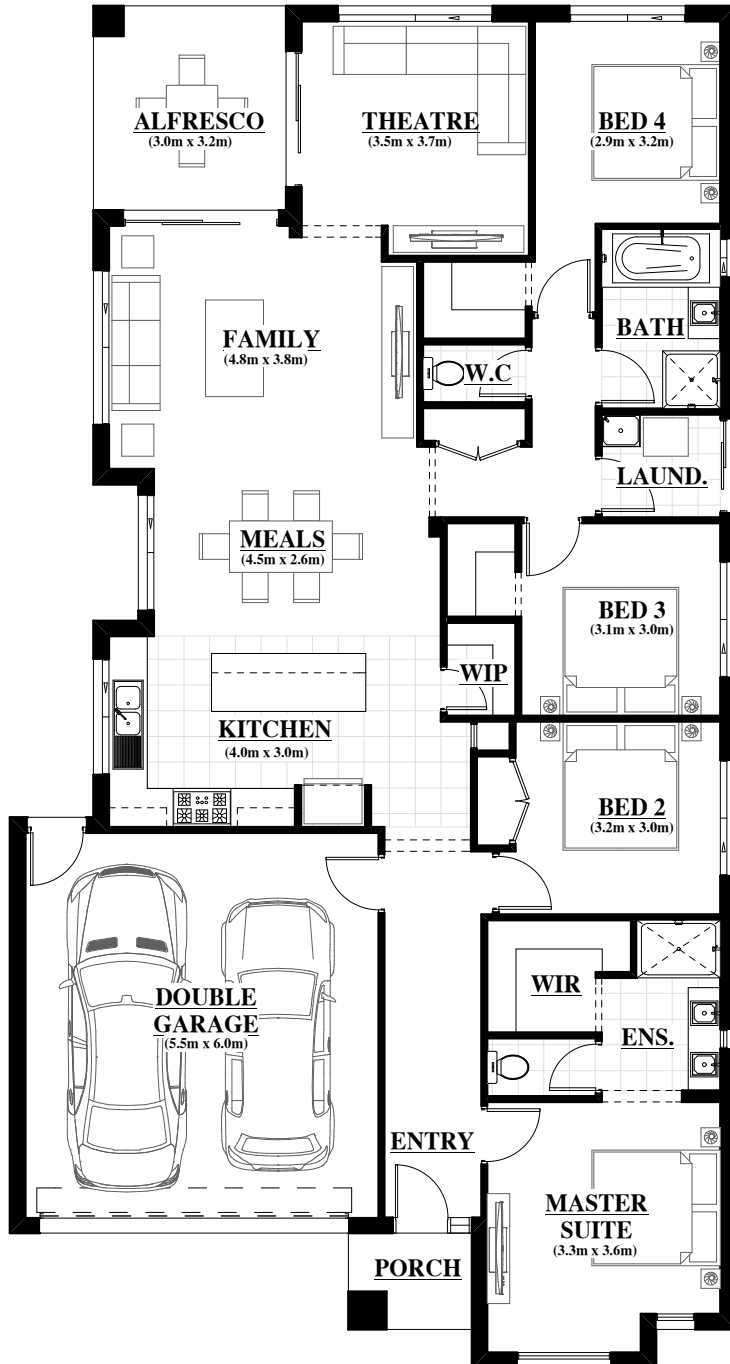 ALFRESCO
(3.0m x 3.2m)
THEATRE
(3.5m x 3.7m)
BED 4
(2.9m x 3.2m)
FAMILY
(4.8m x 3.8m)
BATH
W.C
LAUND.
MEALS
(4.5m x 2.6m)
BED 3
(3.1m x 3.0m)
WIP
KITCHEN
(4.0m x 3.0m)
BED 2
(3.2m x 3.0m)
DOUBLE
GARAGE
(5.5m x 6.0m)
WIR
ENS.
ENTRY
MASTER
SUITE
(3.3m x 3.6m)
PORCH